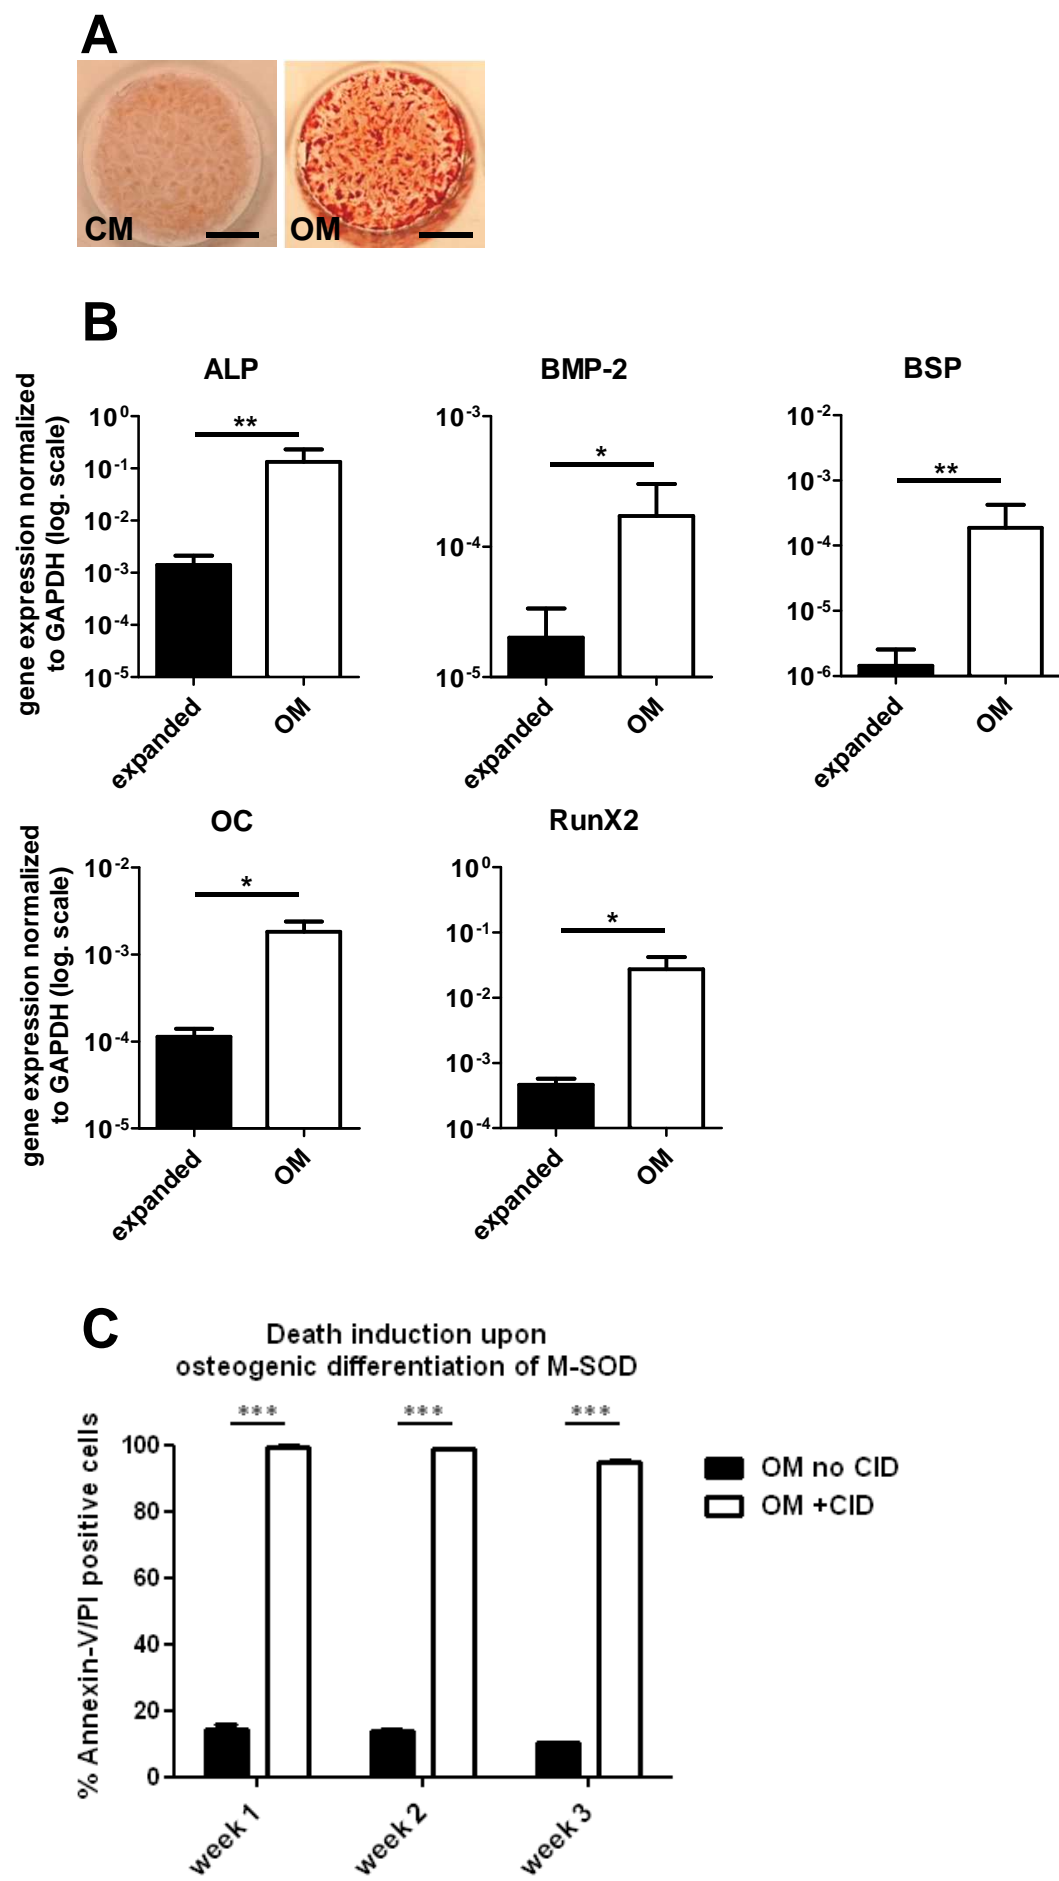 A
CM
OM
B
ALP
BMP-2
BSP
gene expression normalized
to GAPDH (log. scale)
10^0
10^-1
10^-2
10^-3
10^-4
10^-5
**
expanded
OM
10^-3
10^-4
10^-5
*
expanded
OM
10^-2
10^-3
10^-4
10^-5
10^-6
**
expanded
OM
OC
RunX2
gene expression normalized
to GAPDH (log. scale)
10^-2
10^-3
10^-4
10^-5
*
expanded
OM
10^0
10^-1
10^-2
10^-3
10^-4
*
expanded
OM
C
Death induction upon
osteogenic differentiation of M-SOD
% Annexin-V/PI positive cells
100
80
60
40
20
0
***
***
***
week 1
week 2
week 3
OM no CID
OM +CID